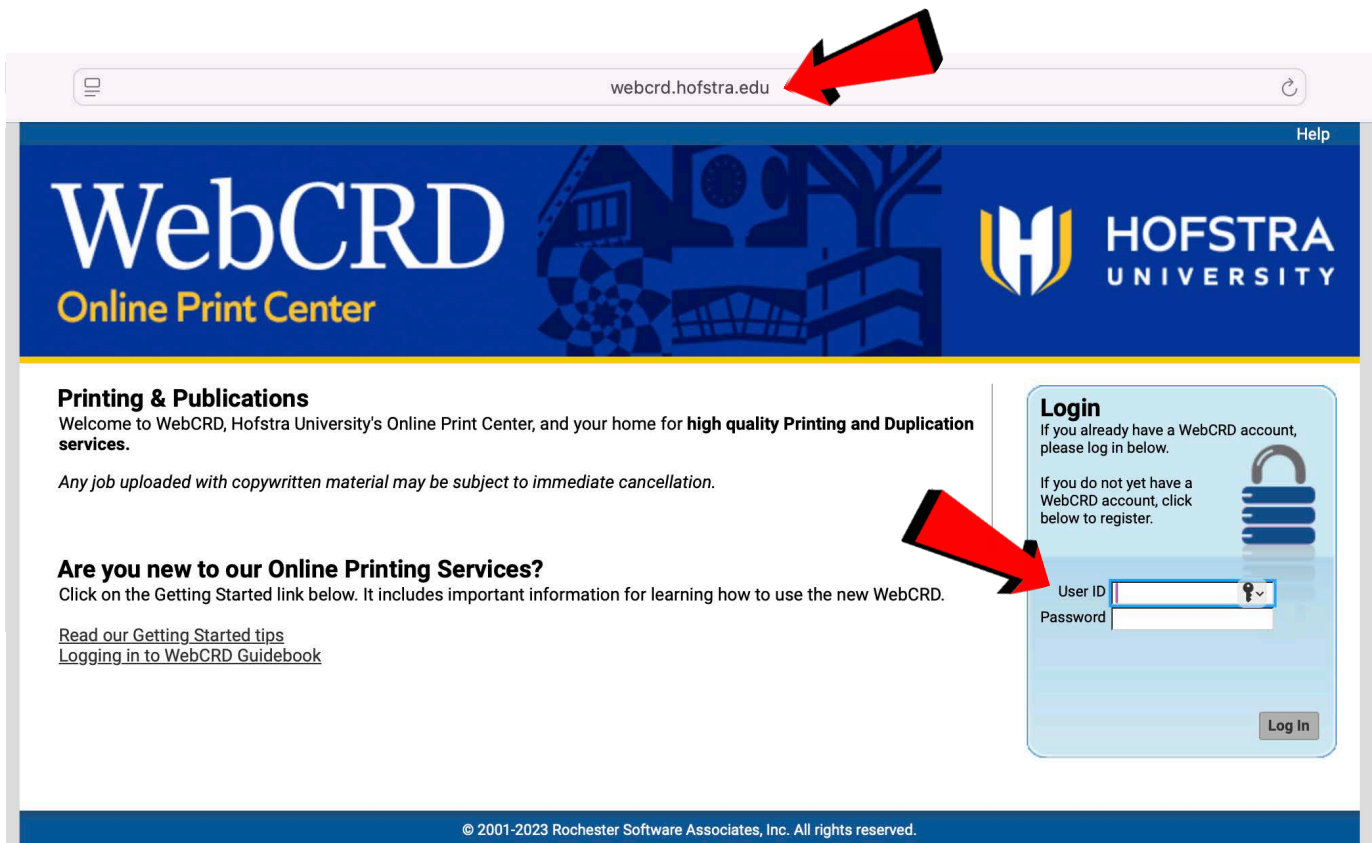 webcrd.hofstra.edu
Help
WebCRD
Online Print Center
HOFSTRA
UNIVERSITY
Printing & Publications
Welcome to WebCRD, Hofstra University's Online Print Center, and your home for high quality Printing and Duplication
services.
Any job uploaded with copywritten material may be subject to immediate cancellation.
Are you new to our Online Printing Services?
Click on the Getting Started link below. It includes important information for learning how to use the new WebCRD.
Read our Getting Started tips
Logging in to WebCRD Guidebook
Login
If you already have a WebCRD account,
please log in below.
If you do not yet have a
WebCRD account, click
below to register.
User ID
Password
Log In
© 2001-2023 Rochester Software Associates, Inc. All rights reserved.